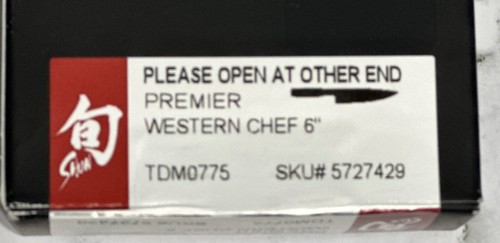 PLEASE OPEN AT OTHER END
PREMIER
WESTERN CHEF 6"
旬
SHUN
TDM0775 SKU# 5727429